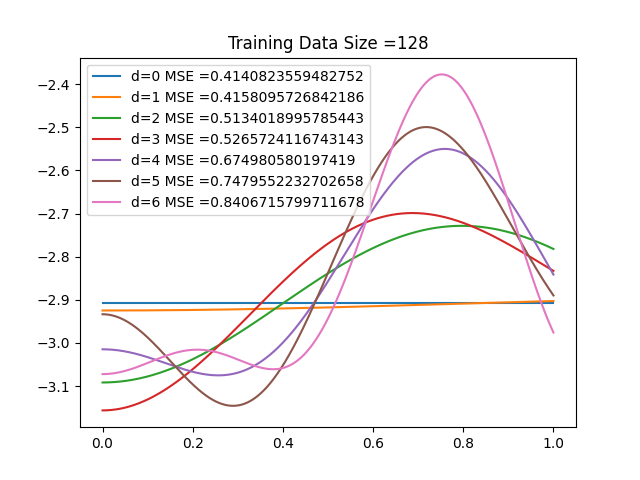 Training Data Size =128
d=0 MSE =0.4140823559482752
d=1 MSE =0.4158095726842186
d=2 MSE =0.5134018995785443
d=3 MSE =0.5265724116743143
d=4 MSE =0.674980580197419
d=5 MSE =0.7479552232702658
d=6 MSE =0.8406715799711678
−2.4
−2.5
−2.6
−2.7
−2.8
−2.9
−3.0
−3.1
0.0 0.2 0.4 0.6 0.8 1.0